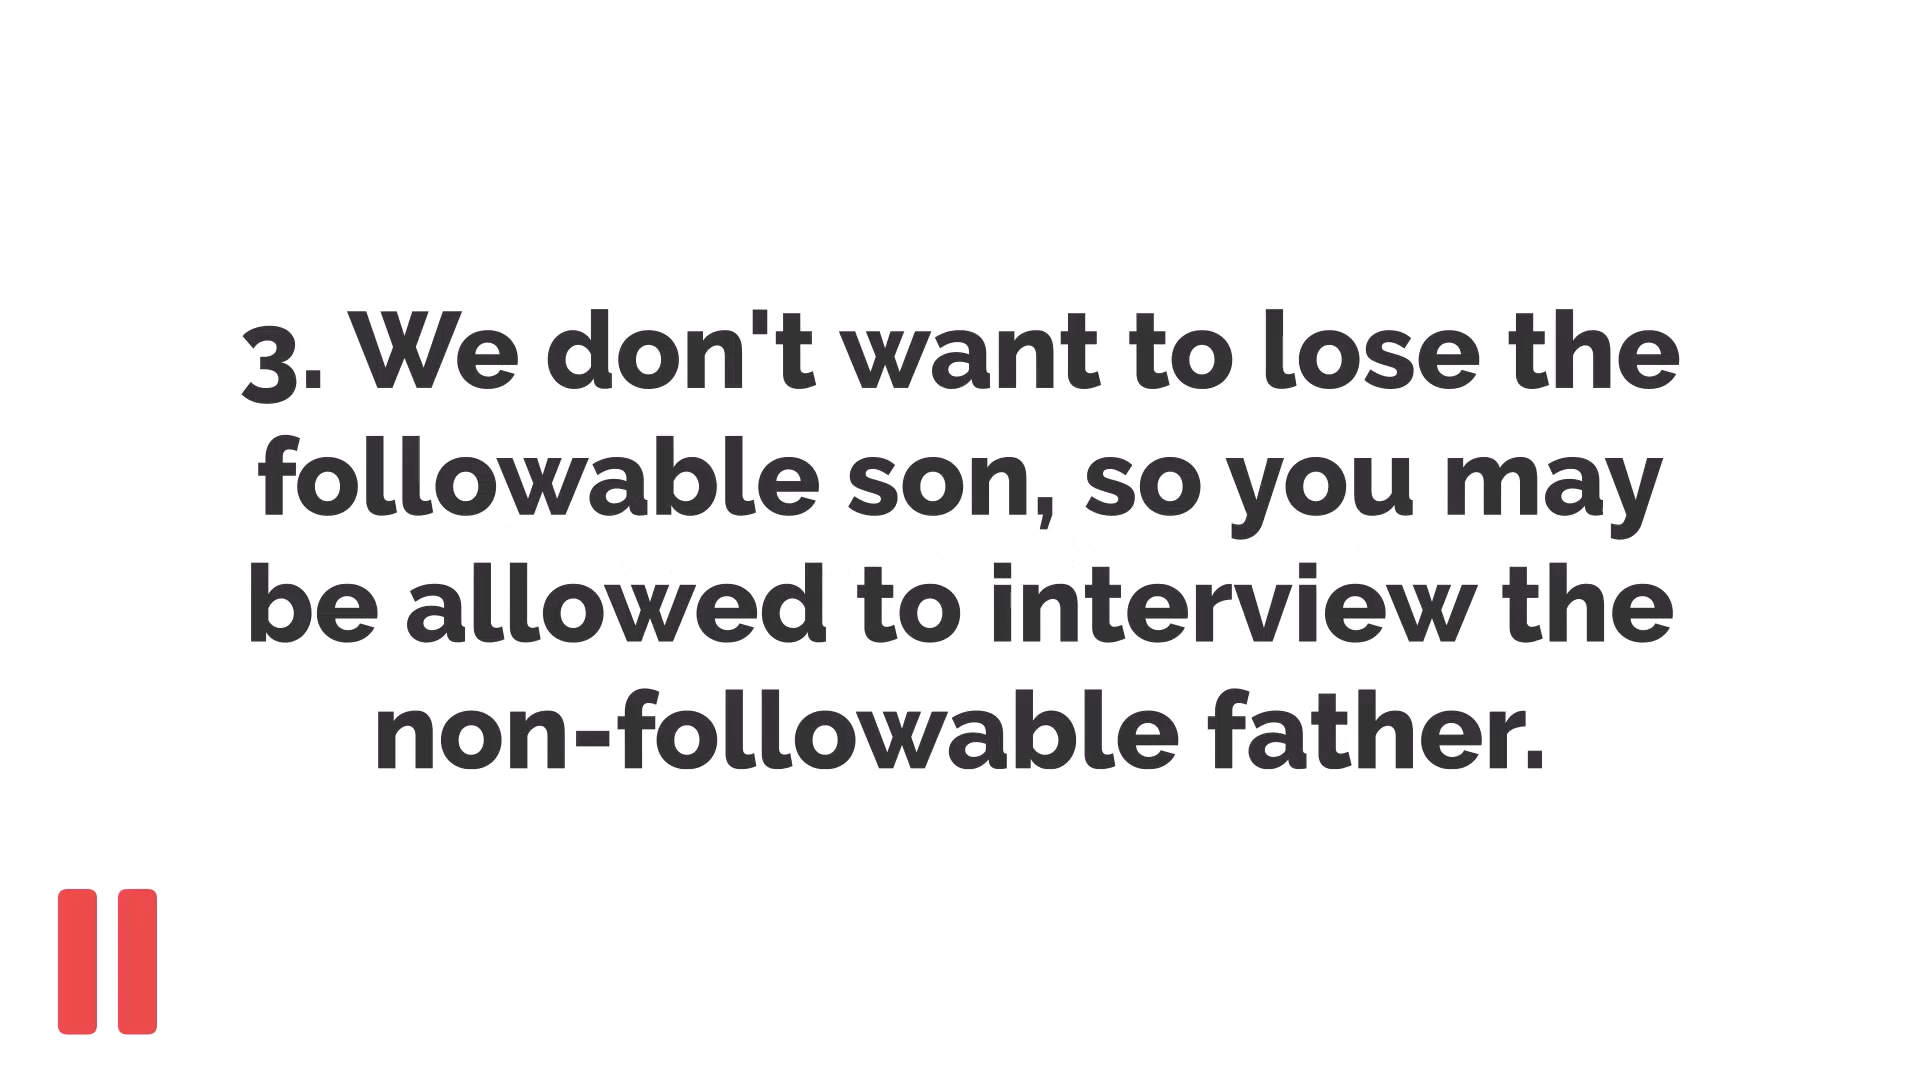 3. We don't want to lose the
followable son, so you may
be allowed to interview the
non-followable father.